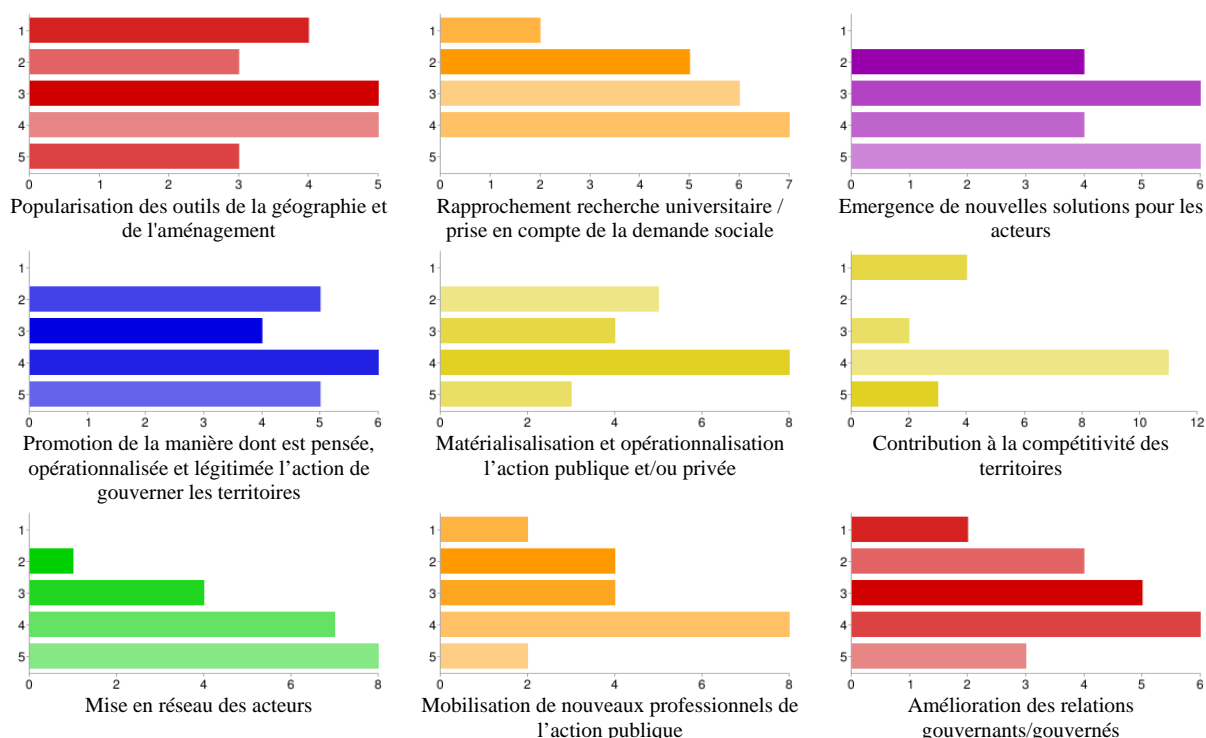 1
2
3
4
5
0 1 2 3 4 5
Popularisation des outils de la géographie et
de l'aménagement
1
2
3
4
5
0 1 2 3 4 5 6 7
Rapprochement recherche universitaire /
prise en compte de la demande sociale
1
2
3
4
5
0 1 2 3 4 5 6
Emergence de nouvelles solutions pour les
acteurs
1
2
3
4
5
0 1 2 3 4 5 6
Promotion de la manière dont est pensée,
opérationnalisée et légitimée l’action de
gouverner les territoires
1
2
3
4
5
0 2 4 6 8
Matérialisalisation et opérationnalisation
l’action publique et/ou privée
1
2
3
4
5
0 2 4 6 8 10 12
Contribution à la compétitivité des
territoires
1
2
3
4
5
0 2 4 6 8
Mise en réseau des acteurs
1
2
3
4
5
0 2 4 6 8
Mobilisation de nouveaux professionnels de
l’action publique
1
2
3
4
5
0 1 2 3 4 5 6
Amélioration des relations
gouvernants/gouvernés